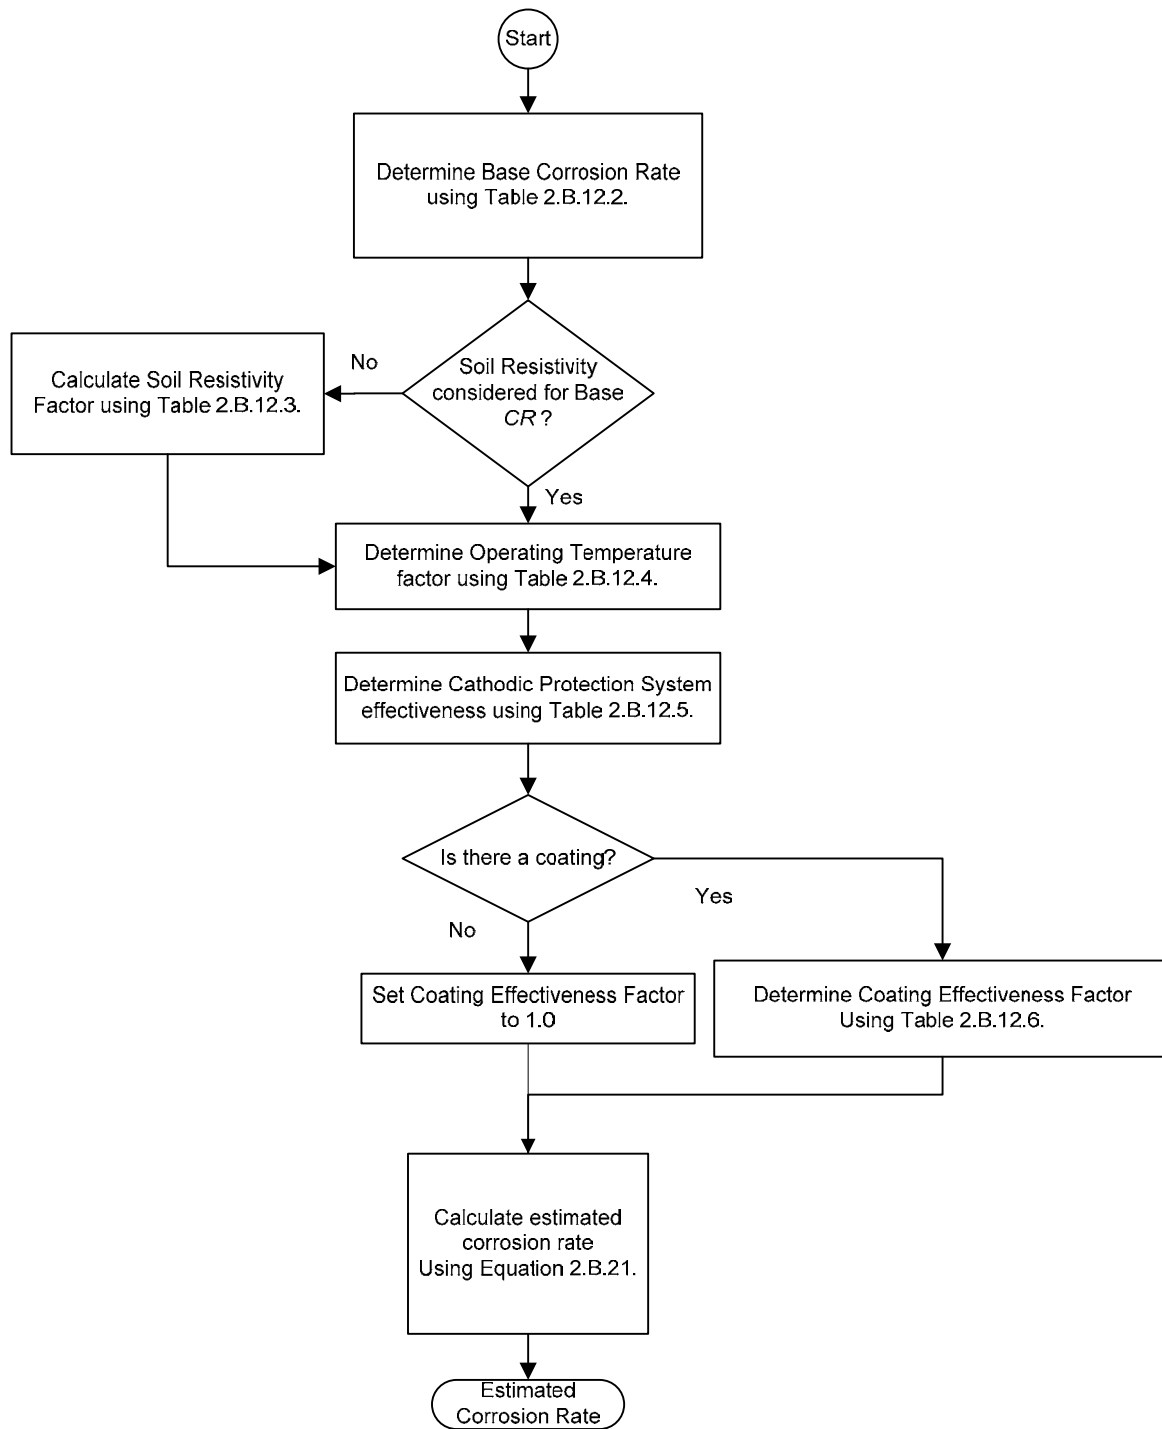 Start
Determine Base Corrosion Rate
using Table 2.B.12.2.
Soil Resistivity
considered for Base
CR ?
No
Calculate Soil Resistivity
Factor using Table 2.B.12.3.
Yes
Determine Operating Temperature
factor using Table 2.B.12.4.
Determine Cathodic Protection System
effectiveness using Table 2.B.12.5.
Is there a coating?
Yes
No
Set Coating Effectiveness Factor
to 1.0
Determine Coating Effectiveness Factor
Using Table 2.B.12.6.
Calculate estimated
corrosion rate
Using Equation 2.B.21.
Estimated
Corrosion Rate